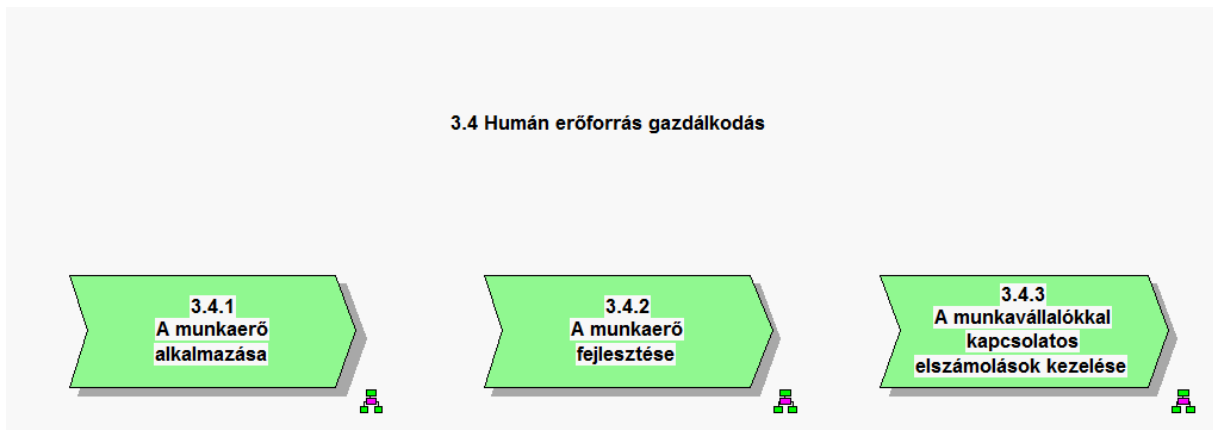 3.4 Humán erőforrás gazdálkodás
3.4.1
A munkaerő
alkalmazása
3.4.2
A munkaerő
fejlesztése
3.4.3
A munkavállalókkal
kapcsolatos
elszámolások kezelése